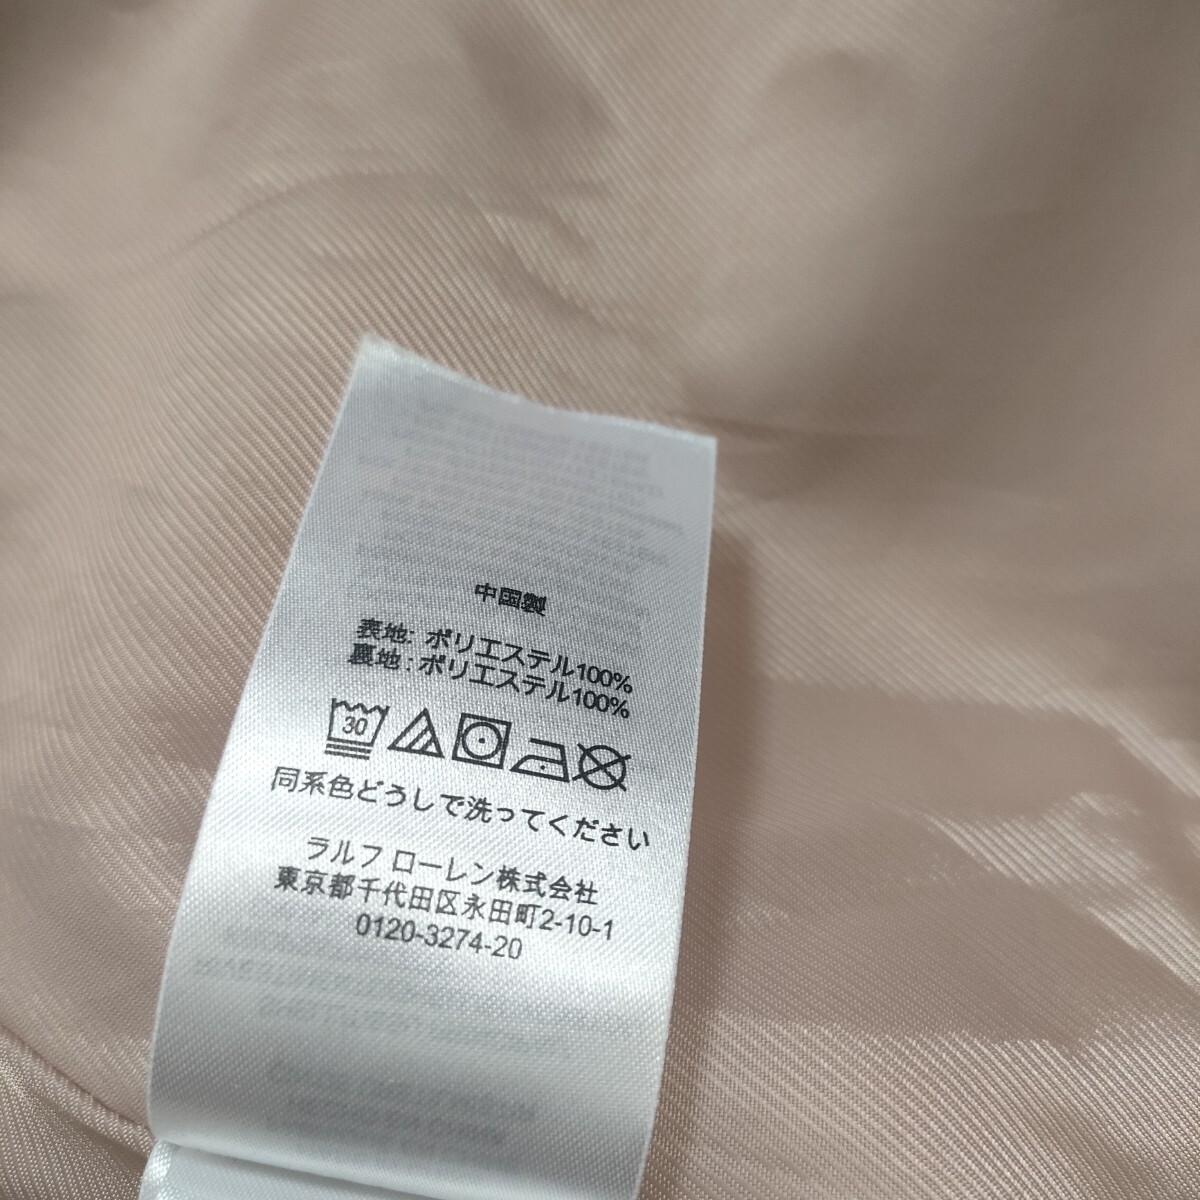 中国製
表地: ポリエステル100%
裏地 : ポリエステル100%
30
同系色どうしで洗ってください
ラルフ ローレン株式会社
東京都千代田区永田町2-10-1
0120-3274-20